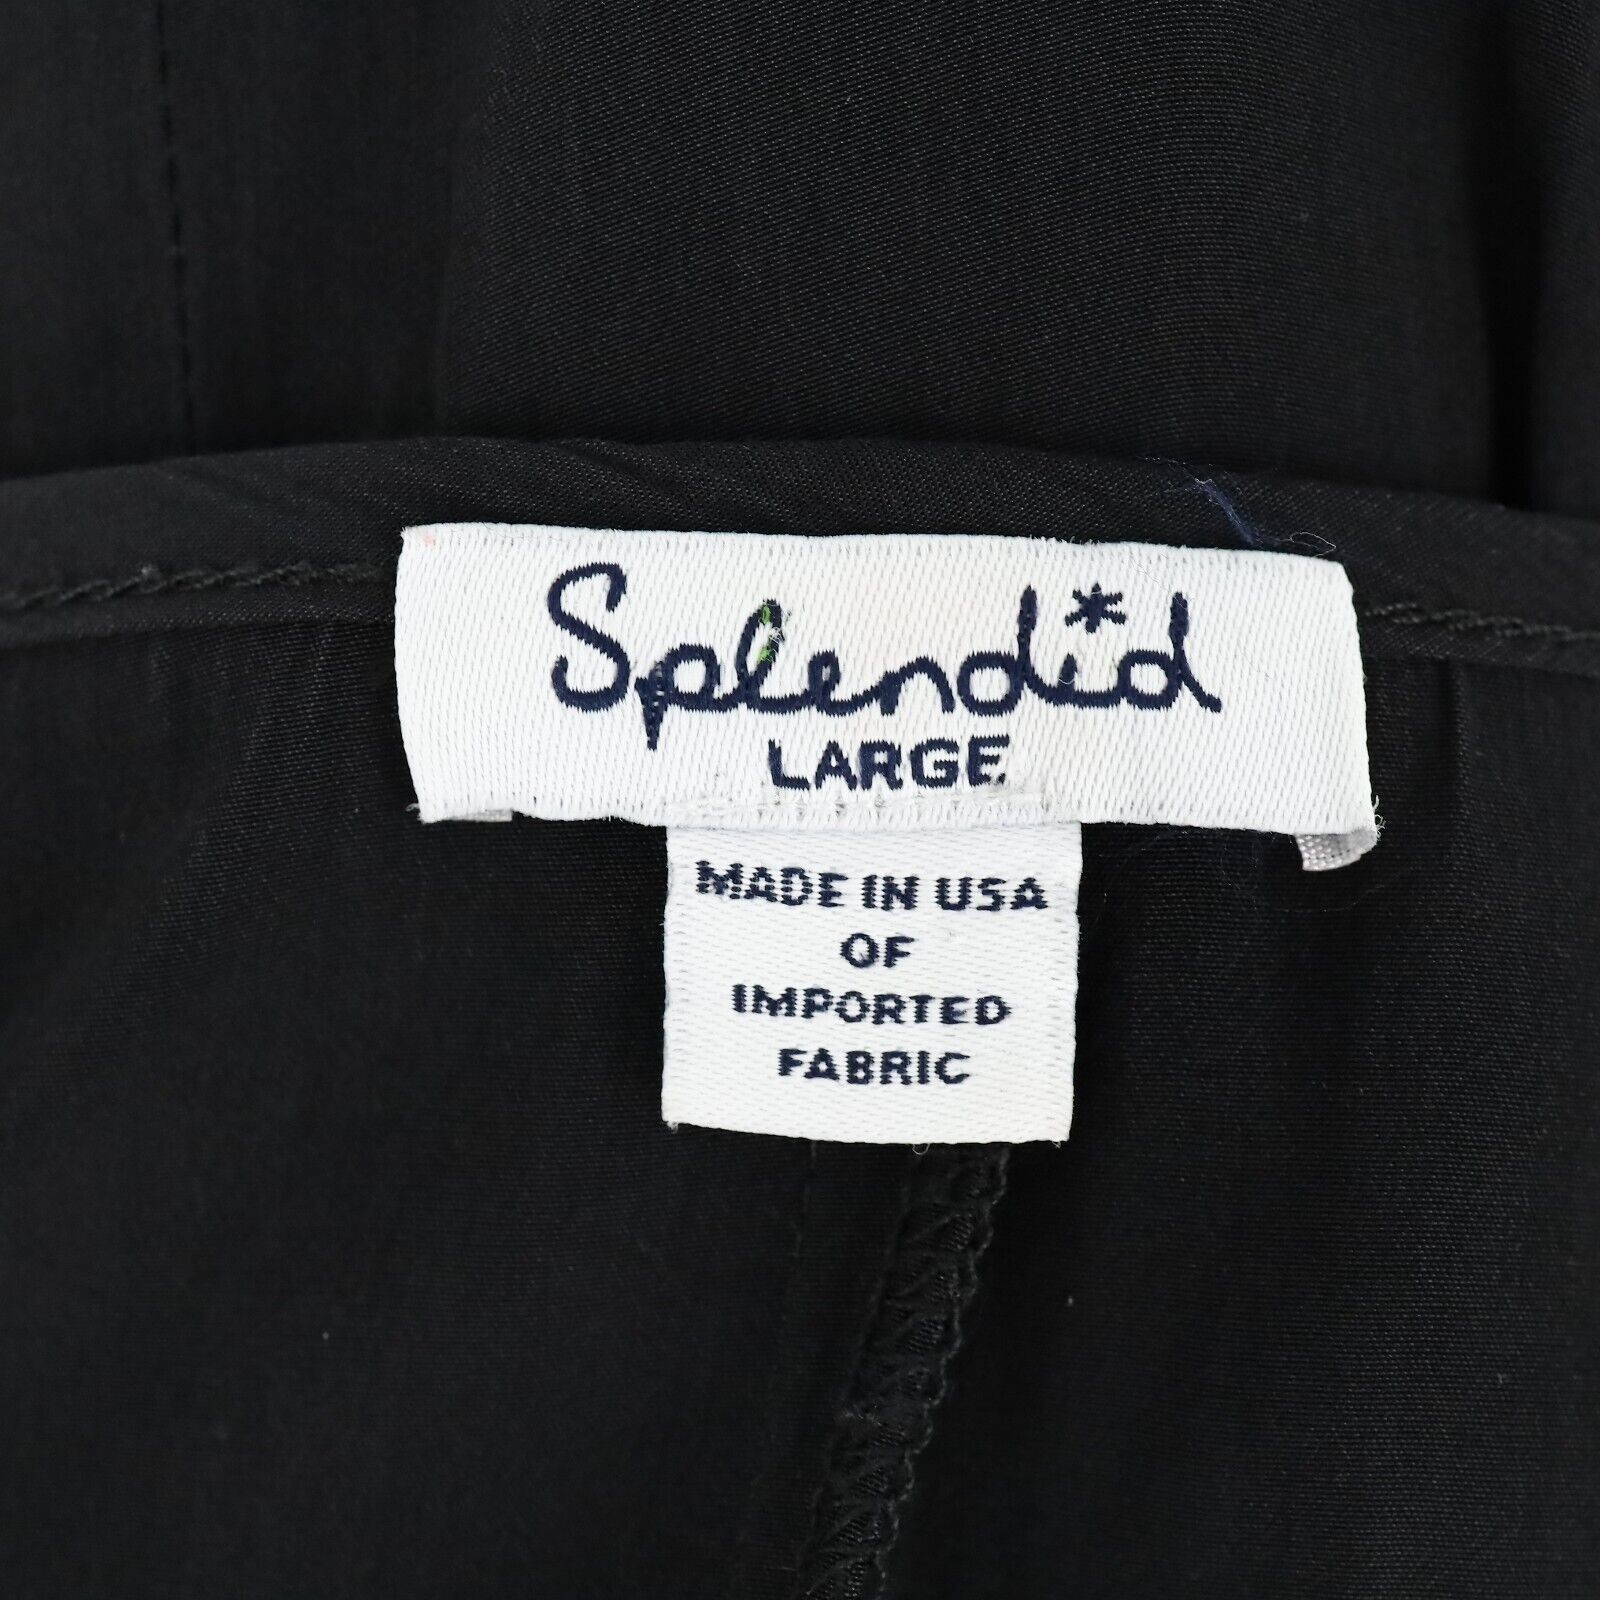 Splendid
LARGE
MADE IN USA
OF
IMPORTED
FABRIC